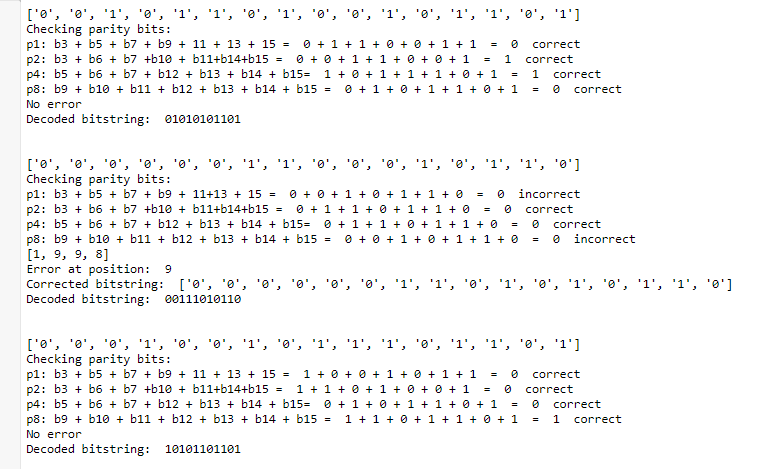 ['0', '0', '1', '0', '1', '1', '0', '1', '0', '0', '1', '0', '1', '1', '0', '1']
Checking parity bits:
p1: b3 + b5 + b7 + b9 + 11 + 13 + 15 =  0 + 1 + 1 + 0 + 0 + 1 + 1  =  0  correct
p2: b3 + b6 + b7 +b10 + b11+b14+b15 =  0 + 0 + 1 + 1 + 0 + 0 + 1  =  1  correct
p4: b5 + b6 + b7 + b12 + b13 + b14 + b15=  1 + 0 + 1 + 1 + 1 + 0 + 1  =  1  correct
p8: b9 + b10 + b11 + b12 + b13 + b14 + b15 =  0 + 1 + 0 + 1 + 1 + 0 + 1  =  0  correct
No error
Decoded bitstring:  01010101101
['0', '0', '0', '0', '0', '0', '1', '1', '0', '0', '0', '1', '0', '1', '1', '0']
Checking parity bits:
p1: b3 + b5 + b7 + b9 + 11+13 + 15 =  0 + 0 + 1 + 0 + 1 + 1 + 0  =  0  incorrect
p2: b3 + b6 + b7 +b10 + b11+b14+b15 =  0 + 1 + 1 + 0 + 1 + 1 + 0  =  0  correct
p4: b5 + b6 + b7 + b12 + b13 + b14 + b15=  0 + 1 + 1 + 0 + 1 + 1 + 0  =  0  correct
p8: b9 + b10 + b11 + b12 + b13 + b14 + b15 =  0 + 0 + 1 + 0 + 1 + 1 + 0  =  0  incorrect
[1, 9, 9, 8]
Error at position:  9
Corrected bitstring:  ['0', '0', '0', '0', '0', '0', '1', '1', '0', '1', '0', '1', '0', '1', '1', '0']
Decoded bitstring:  00111010110
['0', '0', '0', '1', '0', '0', '1', '0', '1', '1', '1', '0', '1', '1', '0', '1']
Checking parity bits:
p1: b3 + b5 + b7 + b9 + 11 + 13 + 15 =  1 + 0 + 0 + 1 + 0 + 1 + 1  =  0  correct
p2: b3 + b6 + b7 +b10 + b11+b14+b15 =  1 + 1 + 0 + 1 + 0 + 0 + 1  =  0  correct
p4: b5 + b6 + b7 + b12 + b13 + b14 + b15=  0 + 1 + 0 + 1 + 1 + 0 + 1  =  0  correct
p8: b9 + b10 + b11 + b12 + b13 + b14 + b15 =  1 + 1 + 0 + 1 + 1 + 0 + 1  =  1  correct
No error
Decoded bitstring:  10101101101